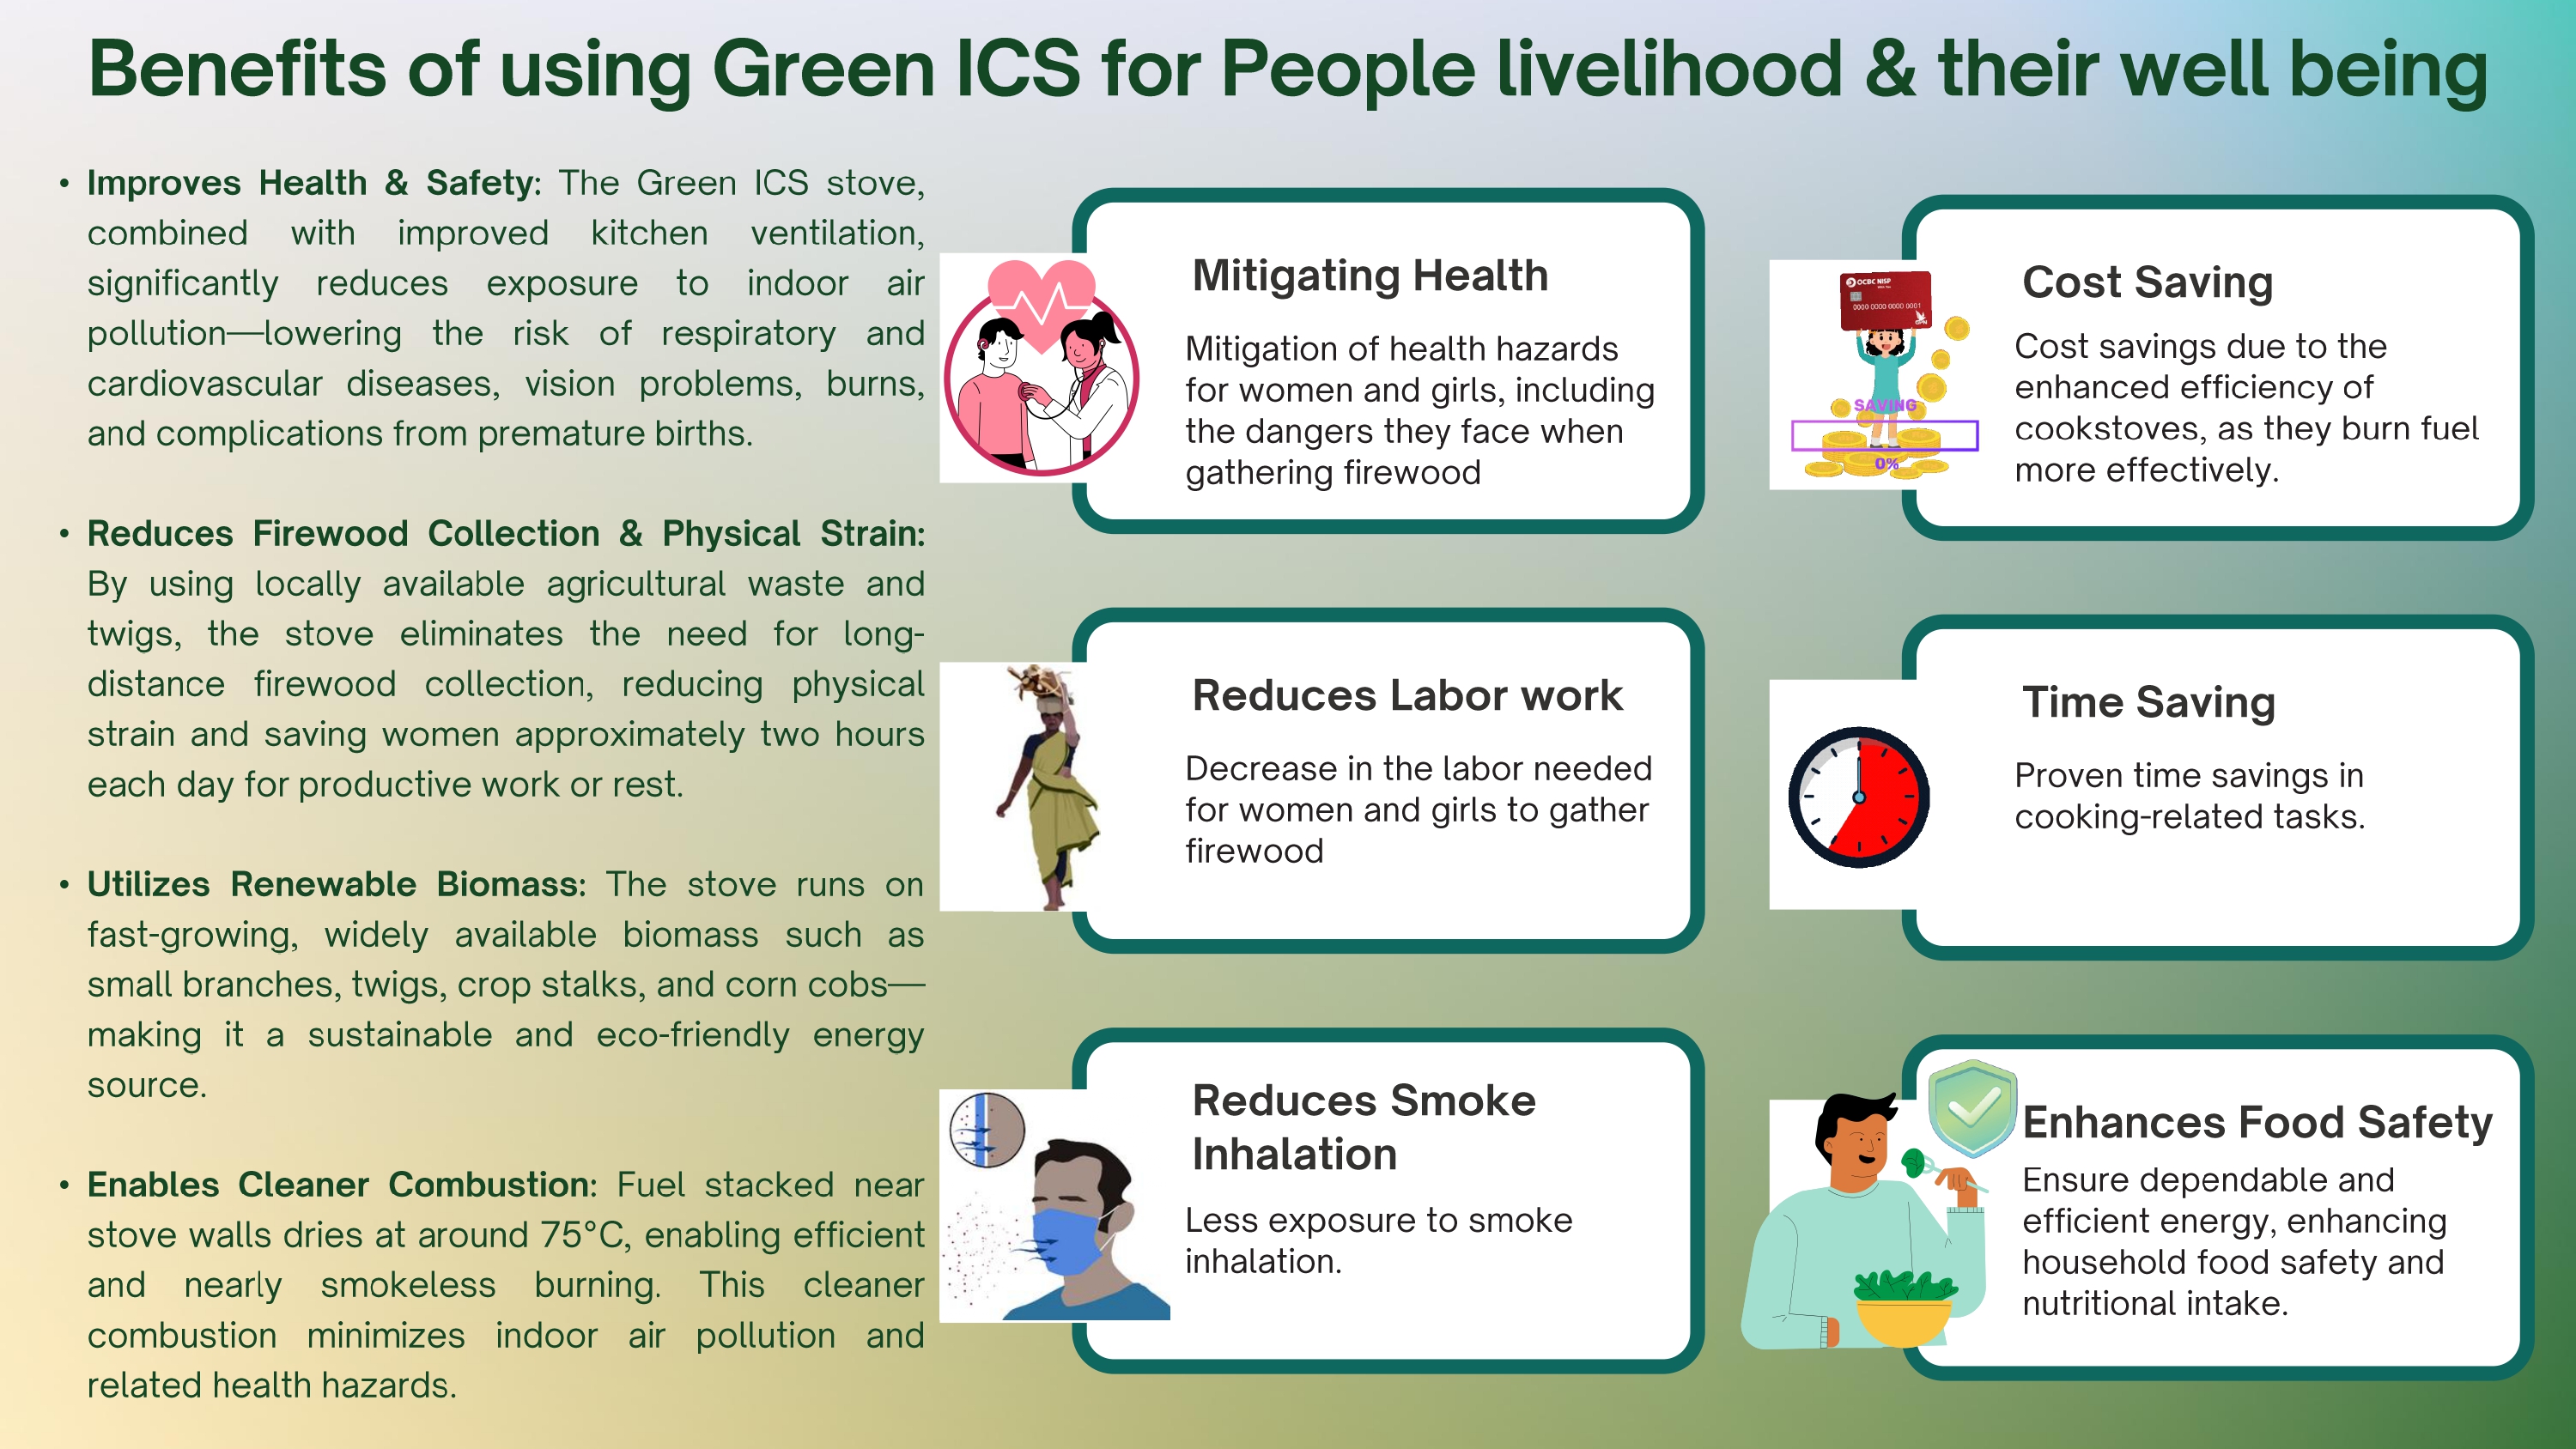 Benefits of using Green ICS for People livelihood & their well being
• Improves Health & Safety: The Green ICS stove,
combined with improved kitchen ventilation,
significantly reduces exposure to indoor air
pollution—lowering the risk of respiratory and
cardiovascular diseases, vision problems, burns,
and complications from premature births.
• Reduces Firewood Collection & Physical Strain:
By using locally available agricultural waste and
twigs, the stove eliminates the need for long-
distance firewood collection, reducing physical
strain and saving women approximately two hours
each day for productive work or rest.
• Utilizes Renewable Biomass: The stove runs on
fast-growing, widely available biomass such as
small branches, twigs, crop stalks, and corn cobs—
making it a sustainable and eco-friendly energy
source.
• Enables Cleaner Combustion: Fuel stacked near
stove walls dries at around 75°C, enabling efficient
and nearly smokeless burning. This cleaner
combustion minimizes indoor air pollution and
related health hazards.
Mitigating Health
Mitigation of health hazards
for women and girls, including
the dangers they face when
gathering firewood
OCBC NISP
0000 0000 0000 0001
SAVING
0%
Cost Saving
Cost savings due to the
enhanced efficiency of
cookstoves, as they burn fuel
more effectively.
Reduces Labor work
Decrease in the labor needed
for women and girls to gather
firewood
Time Saving
Proven time savings in
cooking-related tasks.
Reduces Smoke
Inhalation
Less exposure to smoke
inhalation.
Enhances Food Safety
Ensure dependable and
efficient energy, enhancing
household food safety and
nutritional intake.